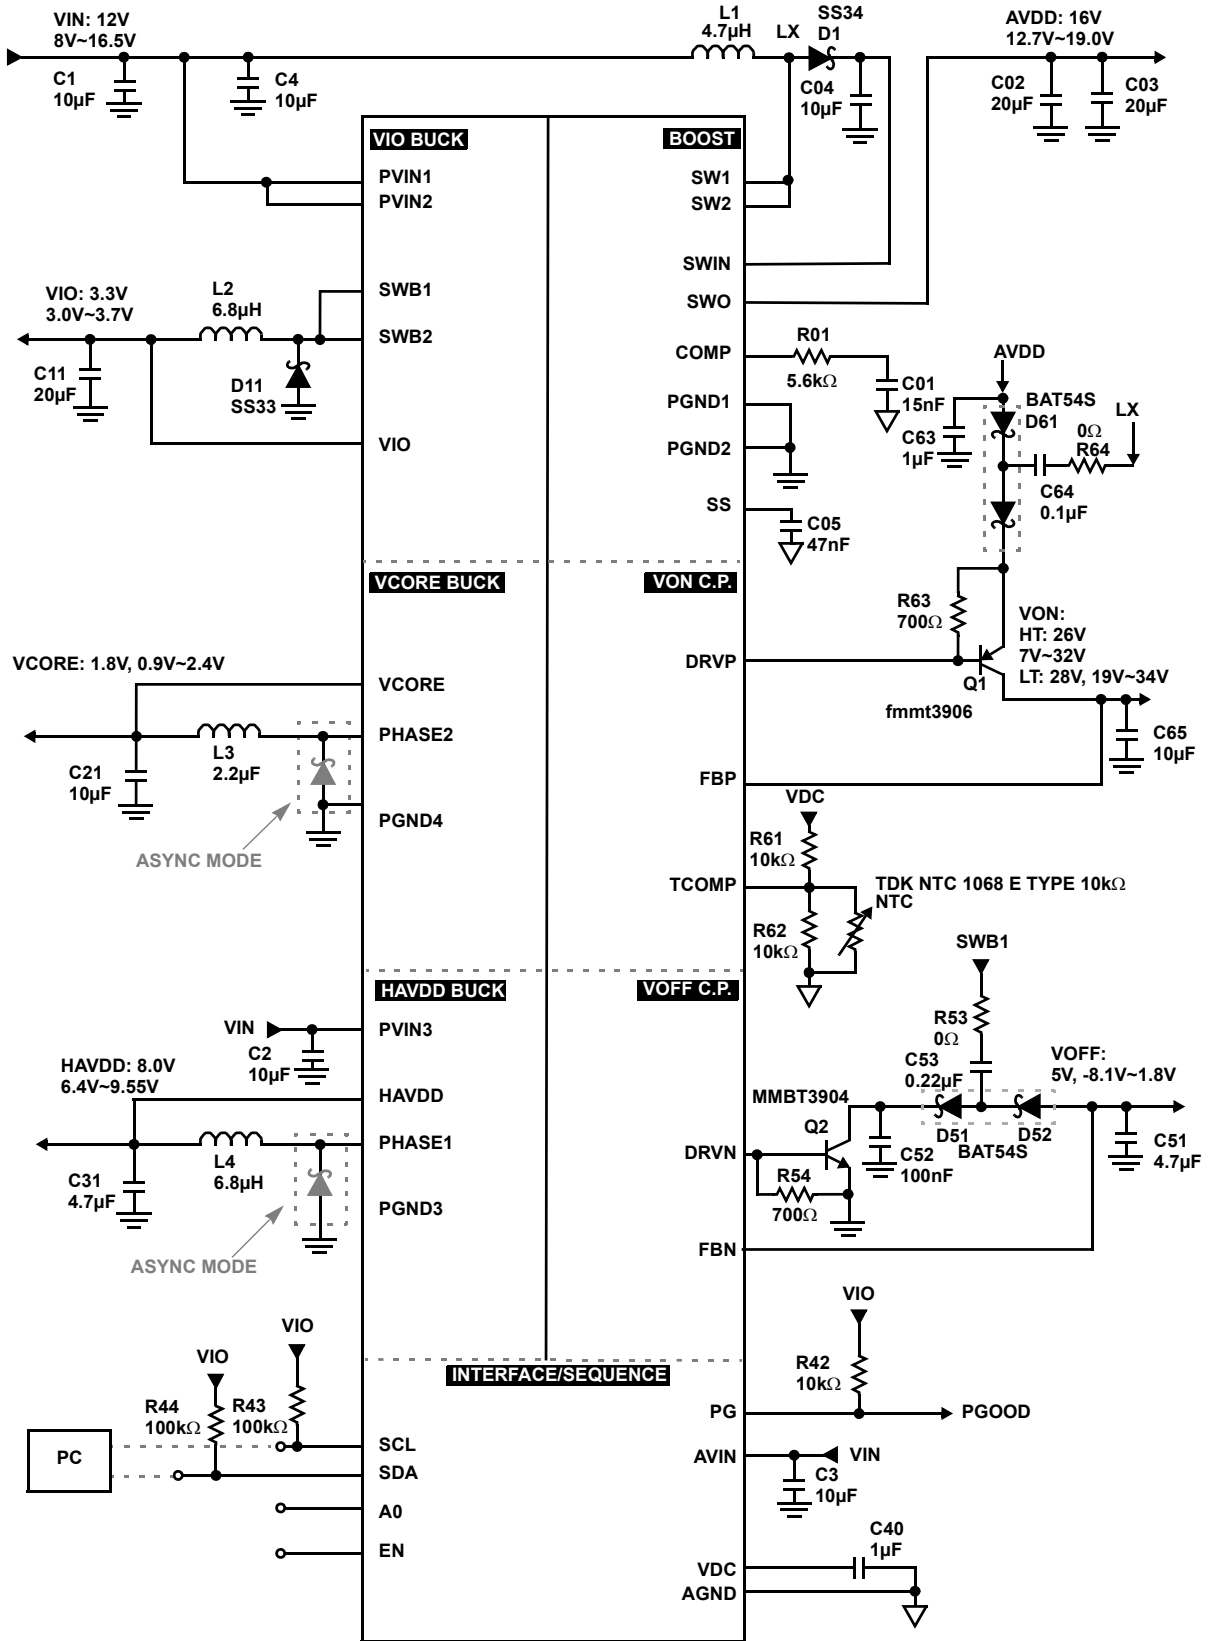 VIN: 12V
8V~16.5V
C1
10µF
C4
10µF
L1
4.7µH
LX
SS34
D1
C04
10µF
AVDD: 16V
12.7V~19.0V
C02
20µF
C03
20µF
VIO BUCK
BOOST
PVIN1
PVIN2
SW1
SW2
SWIN
SWO
VIO: 3.3V
3.0V~3.7V
L2
6.8µH
SWB1
SWB2
C11
20µF
D11
SS33
VIO
COMP
R01
5.6kΩ
C01
15nF
PGND1
PGND2
SS
C05
47nF
AVDD
BAT54S
D61
LX
C63
1µF
0Ω
R64
C64
0.1µF
VCORE BUCK
VON C.P.
R63
700Ω
VON:
HT: 26V
7V~32V
LT: 28V, 19V~34V
DRVP
Q1
fmmt3906
C65
10µF
FBP
VCORE: 1.8V, 0.9V~2.4V
VCORE
PHASE2
L3
2.2µF
C21
10µF
PGND4
ASYNC MODE
VDC
R61
10kΩ
TCOMP
TDK NTC 1068 E TYPE 10kΩ
NTC
R62
10kΩ
HAVDD BUCK
VOFF C.P.
VIN
PVIN3
C2
10µF
HAVDD: 8.0V
6.4V~9.55V
HAVDD
PHASE1
L4
6.8µH
C31
4.7µF
PGND3
ASYNC MODE
SWB1
R53
0Ω
C53
0.22µF
VOFF:
5V, -8.1V~1.8V
MMBT3904
Q2
D51
D52
BAT54S
DRVN
C52
100nF
C51
4.7µF
R54
700Ω
FBN
INTERFACE/SEQUENCE
VIO
VIO
R44
100kΩ
R43
100kΩ
PC
SCL
SDA
A0
EN
VIO
R42
10kΩ
PG
PGOOD
AVIN
VIN
C3
10µF
C40
1µF
VDC
AGND